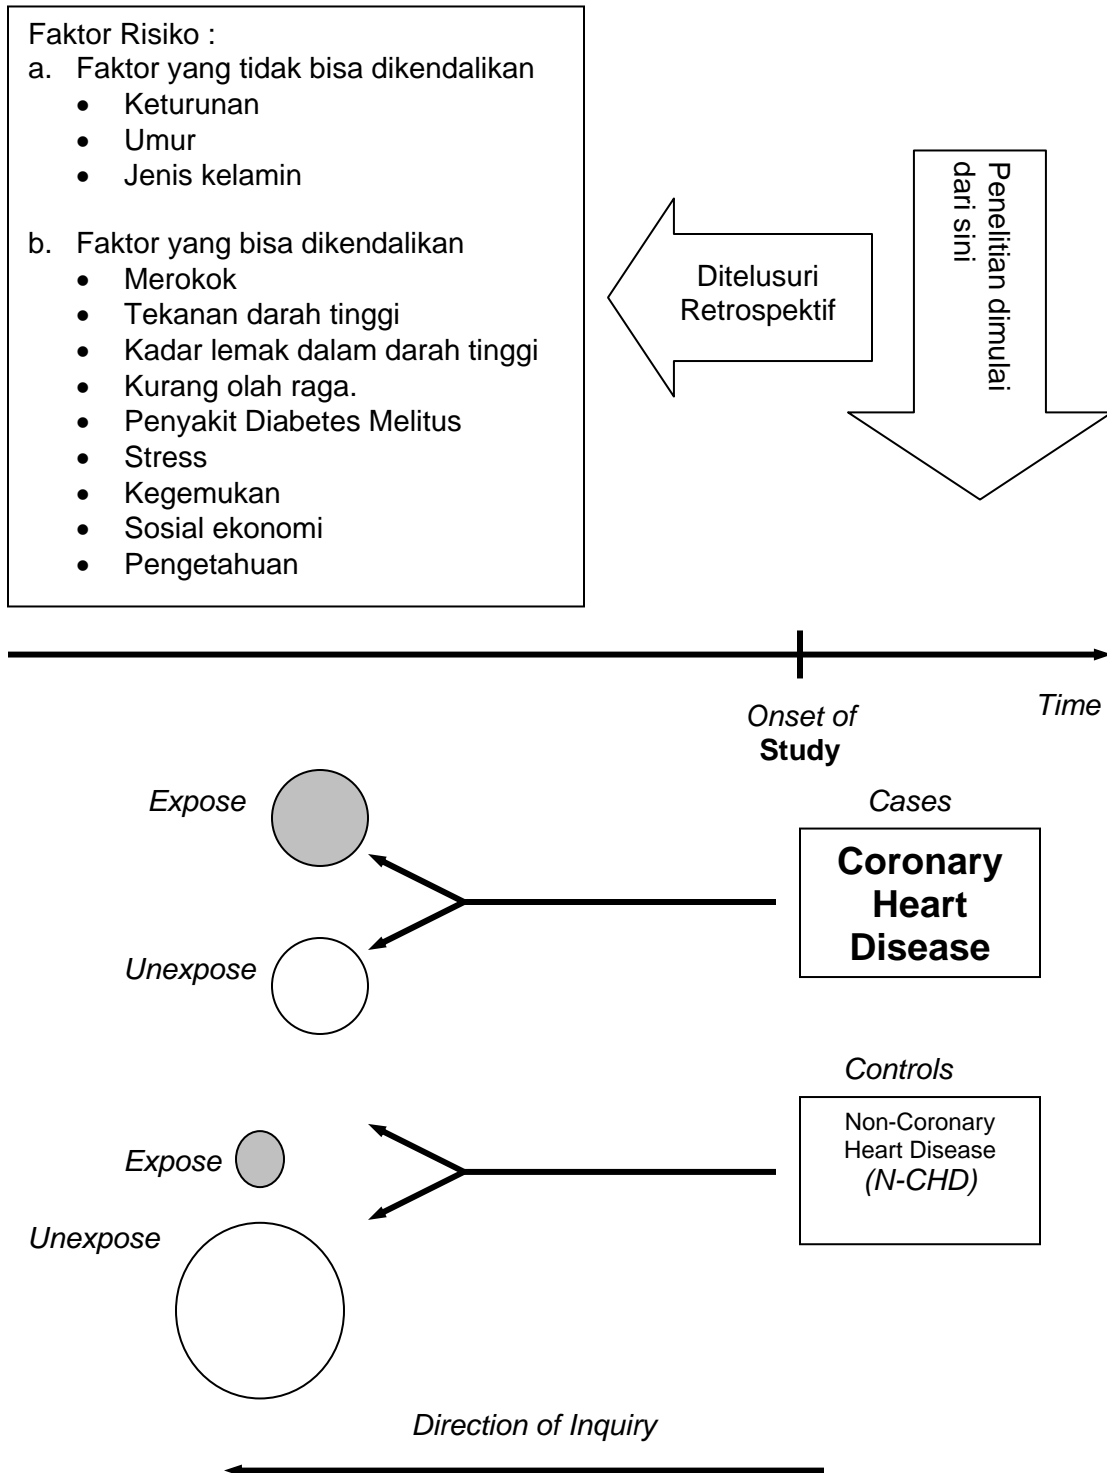 Faktor Risiko :
a. Faktor yang tidak bisa dikendalikan
• Keturunan
• Umur
• Jenis kelamin
b. Faktor yang bisa dikendalikan
• Merokok
• Tekanan darah tinggi
• Kadar lemak dalam darah tinggi
• Kurang olah raga.
• Penyakit Diabetes Melitus
• Stress
• Kegemukan
• Sosial ekonomi
• Pengetahuan
Ditelusuri
Retrospektif
Penelitian dimulai
dari sini
Onset of
Study
Time
Expose
Unexpose
Cases
Coronary
Heart
Disease
Expose
Unexpose
Controls
Non-Coronary
Heart Disease
(N-CHD)
Direction of Inquiry